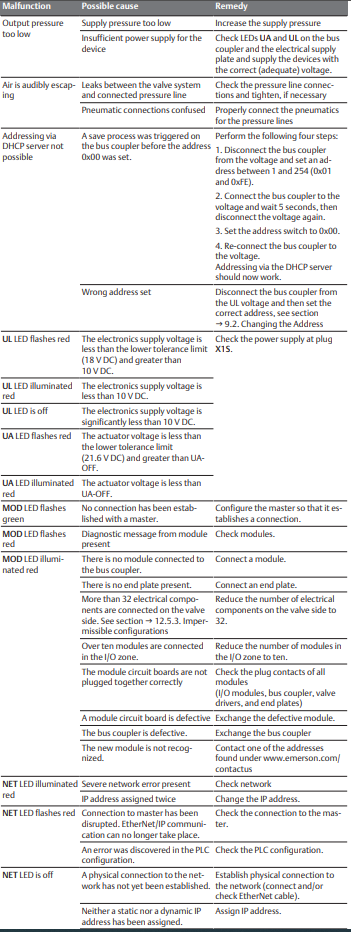 Malfunction Possible cause Remedy
Output pressure too low
Supply pressure too low
Increase the supply pressure
Insufficient power supply for the
device
Check LEDs UA and UL on the bus
coupler and the electrical supply
plate and supply the devices with
the correct (adequate) voltage.
Air is audibly escap-
ing
Leaks between the valve system
and connected pressure line
Check the pressure line connec-
tions and tighten, if necessary
Pneumatic connections confused
Properly connect the pneumatics
for the pressure lines
Addressing via
DHCP server not
possible
A save process was triggered on
the bus coupler before the address
0x00 was set.
Perform the following four steps:
1. Disconnect the bus coupler
from the voltage and set an ad-
dress between 1 and 254 (0x01
and 0xFE).
2. Connect the bus coupler to the
voltage and wait 5 seconds, then
disconnect the voltage again.
3. Set the address switch to 0x00.
4. Re-connect the bus coupler to
the voltage.
Addressing via the DHCP server
should now work.
Wrong address set
Disconnect the bus coupler from
the UL voltage and then set the
correct address, see section
→ 9.2. Changing the Address
UL LED flashes red
The electronics supply voltage is
less than the lower tolerance limit
(18 V DC) and greater than
10 V DC.
Check the power supply at plug
X1S.
UL LED illuminated
red
The electronics supply voltage is
less than 10 V DC.
UL LED is off
The electronics supply voltage is
significantly less than 10 V DC.
UA LED flashes red
The actuator voltage is less than
the lower tolerance limit
(21.6 V DC) and greater than UA-
OFF.
UA LED illuminated
red
The actuator voltage is less than
UA-OFF.
MOD LED flashes
green
No connection has been estab-
lished with a master.
Configure the master so that it es-
tablishes a connection.
MOD LED flashes
red
Diagnostic message from module
present
Check modules.
MOD LED illumi-
nated red
There is no module connected to
the bus coupler.
Connect a module.
There is no end plate present.
Connect an end plate.
More than 32 electrical compo-
nents are connected on the valve
side. See section → 12.5.3. Imper-
missible configurations
Reduce the number of electrical
components on the valve side to
32.
Over ten modules are connected
in the I/O zone.
Reduce the number of modules in
the I/O zone to ten.
The module circuit boards are not
plugged together correctly
Check the plug contacts of all
modules
(I/O modules, bus coupler, valve
drivers, and end plates)
A module circuit board is defective
Exchange the defective module.
The bus coupler is defective.
Exchange the bus coupler
The new module is not recog-
nized.
Contact one of the addresses
found under www.emerson.com/
contactus
NET LED illuminated
red
Severe network error present
Check network
IP address assigned twice
Change the IP address.
NET LED flashes red
Connection to master has been
disrupted. EtherNet/IP communi-
cation can no longer take place.
Check the connection to the mas-
ter.
An error was discovered in the PLC
configuration.
Check the PLC configuration.
NET LED is off
A physical connection to the net-
work has not yet been established.
Establish physical connection to
the network (connect and/or
check EtherNet cable).
Neither a static nor a dynamic IP
address has been assigned.
Assign IP address.